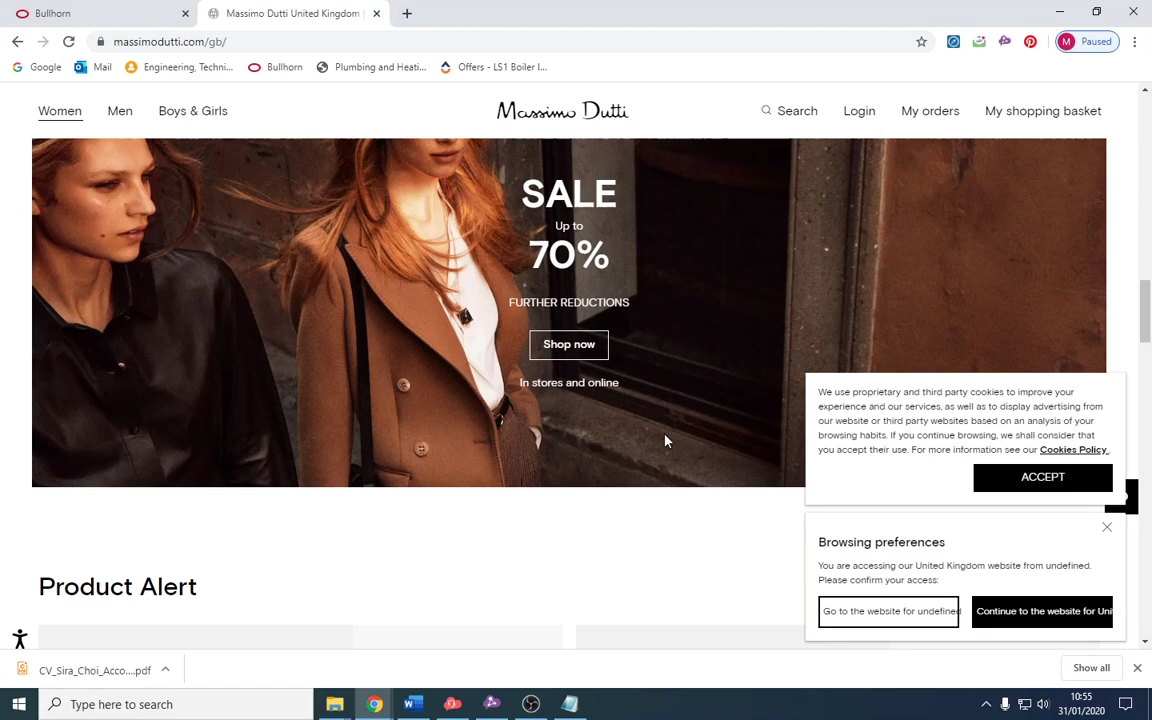 Bullhorn
Massimo Dutti United Kingdom |
massimodutti.com/gb/
M Paused
Google
Mail
Engineering, Techni...
Bullhorn
Plumbing and Heati...
Offers - LS1 Boiler I...
Women
Men
Boys & Girls
Massimo Dutti
Search
Login
My orders
My shopping basket
SALE
Up to
70%
FURTHER REDUCTIONS
Shop now
In stores and online
We use proprietary and third party cookies to improve your
experience and our services, as well as to display advertising from
our website or third party websites based on an analysis of your
browsing habits. If you continue browsing, we shall consider that
you accept their use. For more information see our Cookies Policy .
ACCEPT
Browsing preferences
You are accessing our United Kingdom website from undefined.
Please confirm your access:
Go to the website for undefined
Continue to the website for Uni
Product Alert
CV_Sira_Choi_Acco....pdf
Show all
Type here to search
10:55
31/01/2020